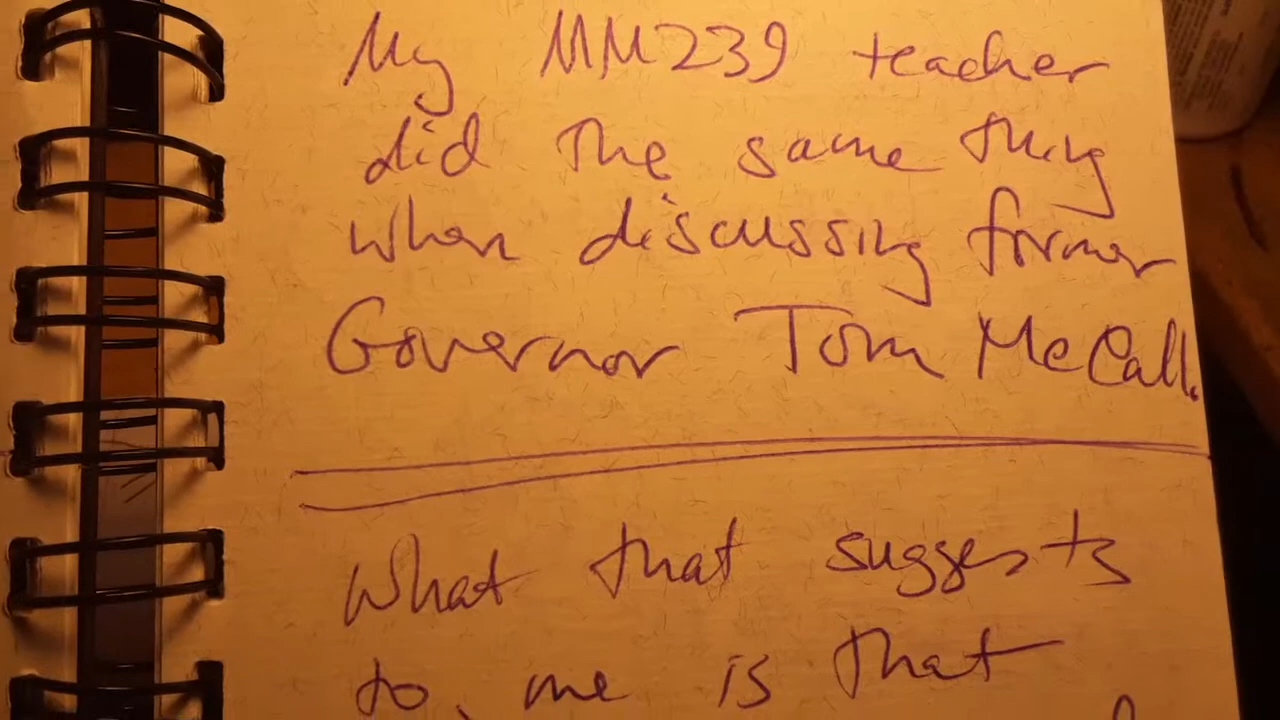 My MM239 teacher
did the same thing
when discussing former
Governor Tom McCall.
What that suggests
to me is that